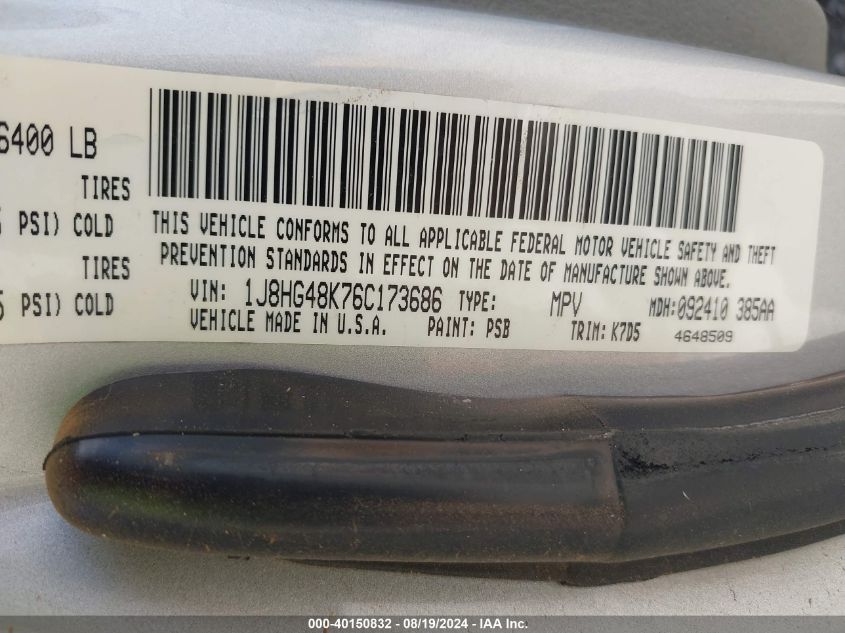 6400 LB
TIRES
PSI) COLD
TIRES
5 PSI) COLD
THIS VEHICLE CONFORMS TO ALL APPLICABLE FEDERAL MOTOR VEHICLE SAFETY AND THEFT
PREVENTION STANDARDS IN EFFECT ON THE DATE OF MANUFACTURE SHOWN ABOVE.
VIN: 1J8HG48K76C173686 TYPE: MPV MDH:092410 385AA
VEHICLE MADE IN U.S.A. PAINT: PSB TRIM: K7D5 4648509
000-40150832 - 08/19/2024 - IAA Inc.